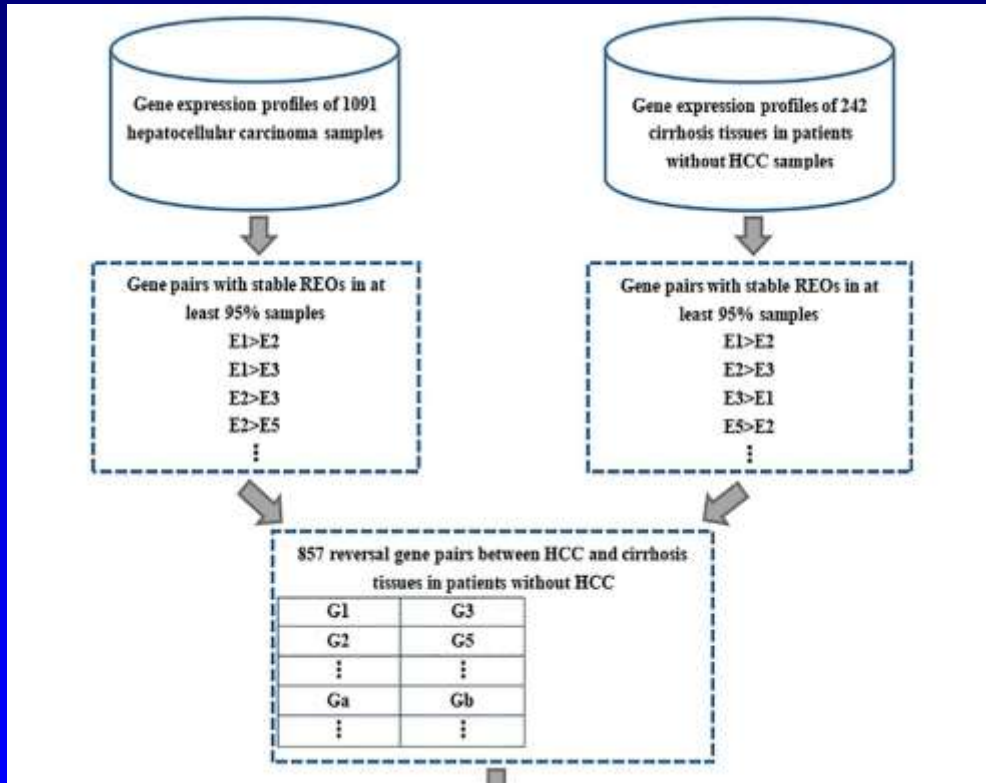 Gene expression profiles of 1091
hepatocellular carcinoma samples
Gene expression profiles of 242
cirrhosis tissues in patients
without HCC samples
Gene pairs with stable REOs in at
least 95% samples
E1>E2
E1>E3
E2>E3
E2>E5
⋮
Gene pairs with stable REOs in at
least 95% samples
E1>E2
E2>E3
E3>E1
E5>E2
⋮
857 reversal gene pairs between HCC and cirrhosis
tissues in patients without HCC
G1 G3
G2 G5
⋮ ⋮
Ga Gb
⋮ ⋮